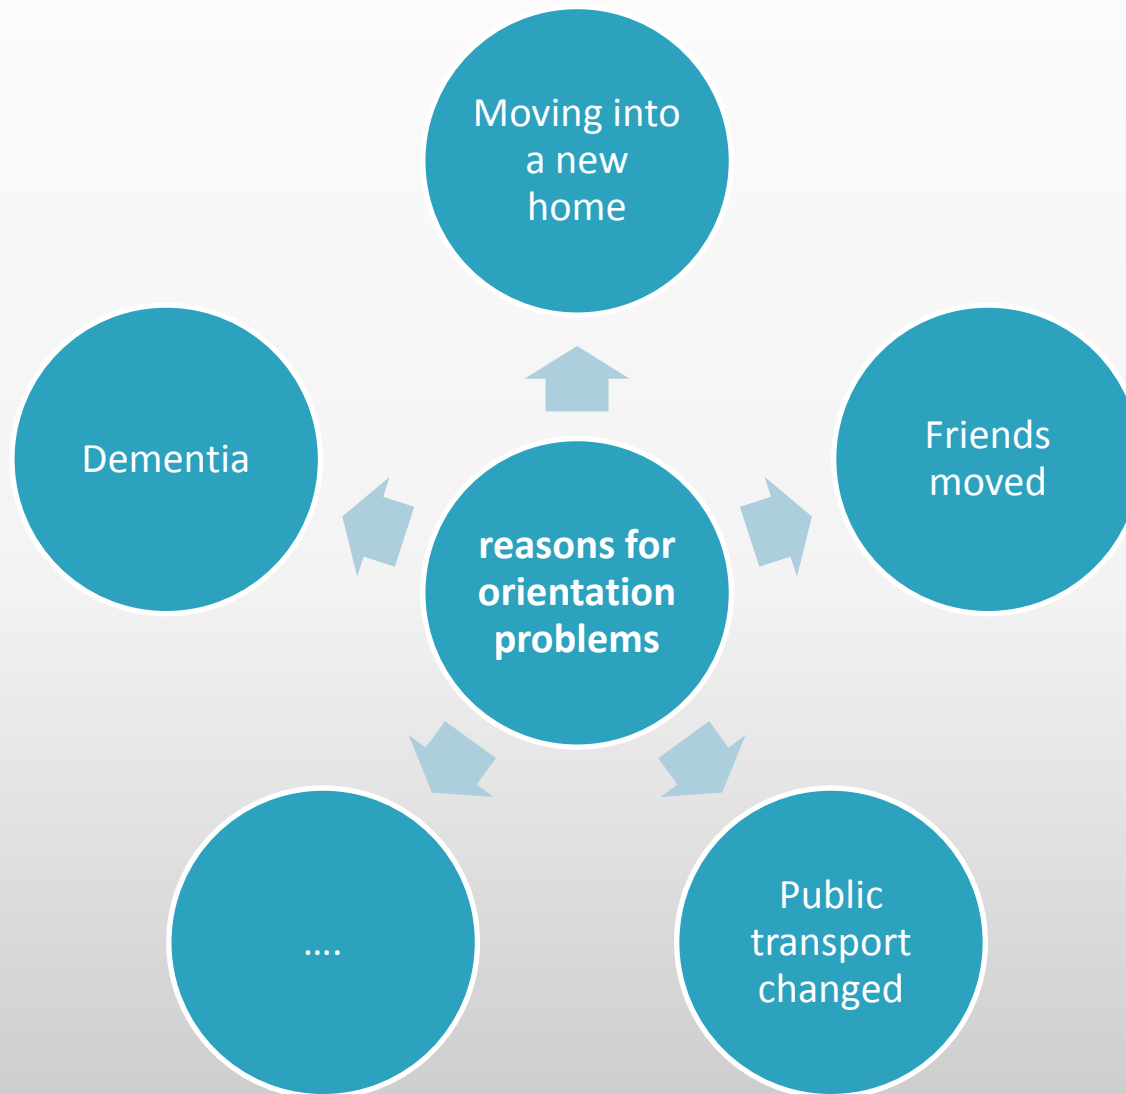 Moving into
a new
home
Dementia
Friends
moved
reasons for
orientation
problems
....
Public
transport
changed